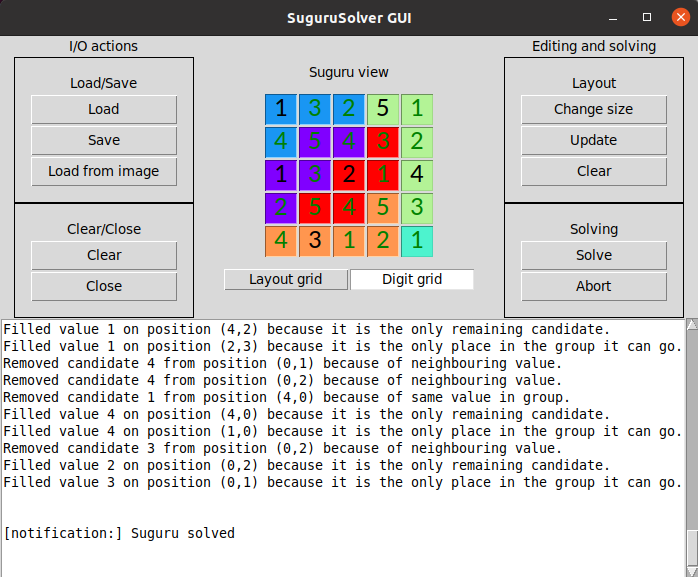 SuguruSolver GUI
I/O actions
Load/Save
Load
Save
Load from image
Clear/Close
Clear
Close
Suguru view
1 3 2 5 1
4 5 4 3 2
1 3 2 1 4
2 5 4 5 3
4 3 1 2 1
Layout grid
Digit grid
Editing and solving
Layout
Change size
Update
Clear
Solving
Solve
Abort
Filled value 1 on position (4,2) because it is the only remaining candidate.
Filled value 1 on position (2,3) because it is the only place in the group it can go.
Removed candidate 4 from position (0,1) because of neighbouring value.
Removed candidate 4 from position (0,2) because of neighbouring value.
Removed candidate 1 from position (4,0) because of same value in group.
Filled value 4 on position (4,0) because it is the only remaining candidate.
Filled value 4 on position (1,0) because it is the only place in the group it can go.
Removed candidate 3 from position (0,2) because of neighbouring value.
Filled value 2 on position (0,2) because it is the only remaining candidate.
Filled value 3 on position (0,1) because it is the only place in the group it can go.
[notification:] Suguru solved